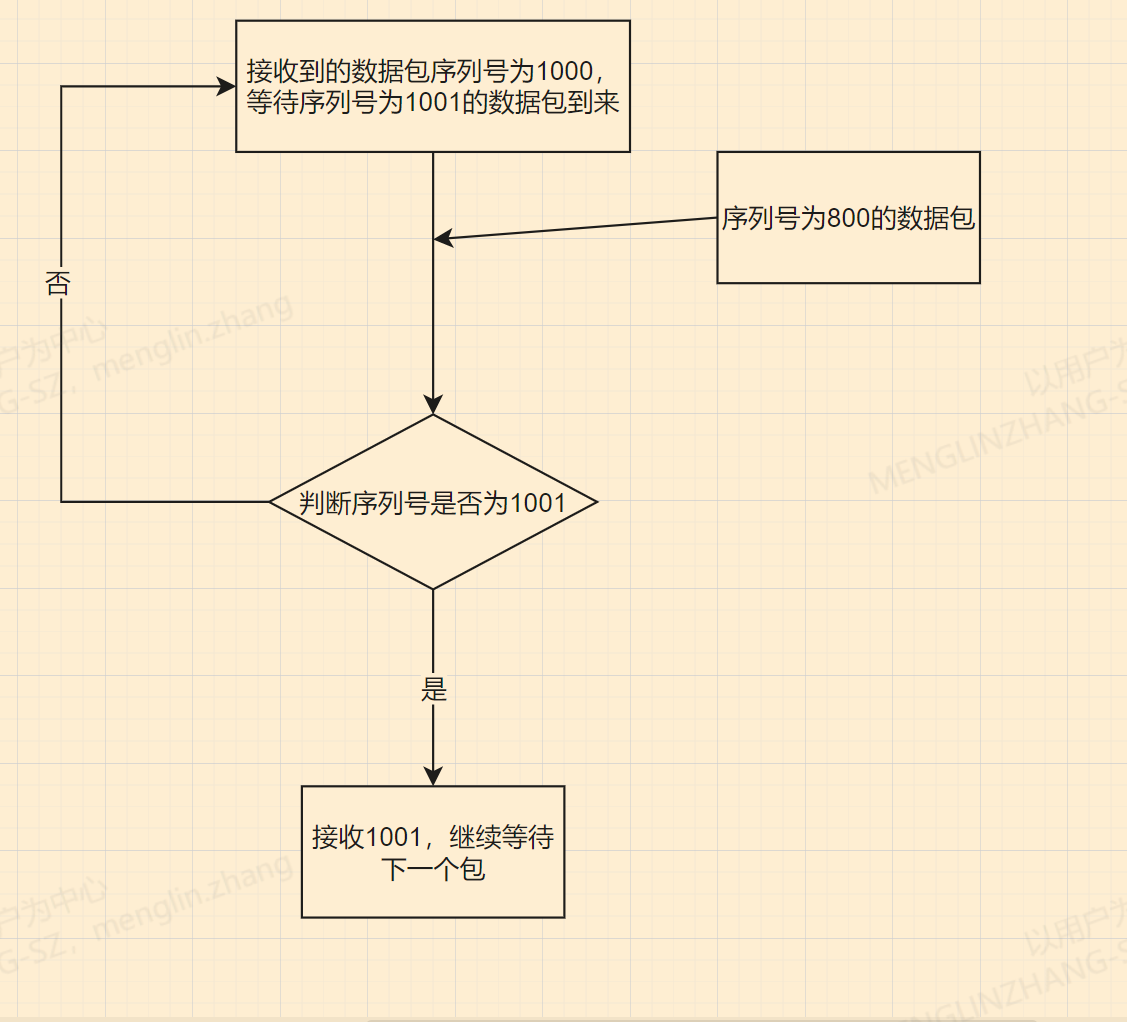 接收到的数据包序列号为1000，
等待序列号为1001的数据包到来
序列号为800的数据包
否
户为中心
G-SZ，menglin.zhang
以用户为
MENGLINZHANG-S
判断序列号是否为1001
是
接收1001，继续等待
下一个包
户为中心
G-SZ，menglin.zhang
以用户为
MENGLINZHANG-S